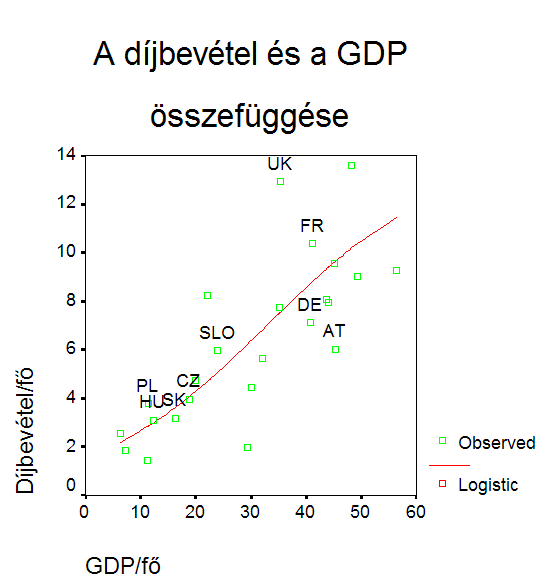 A díjbevétel és a GDP
összefüggése
Díjbevétel/fő
14
12
10
8
6
4
2
0
UK
FR
DE
AT
SLO
CZ
PL
HU
SK
0
10
20
30
40
50
60
GDP/fő
Observed
Logistic